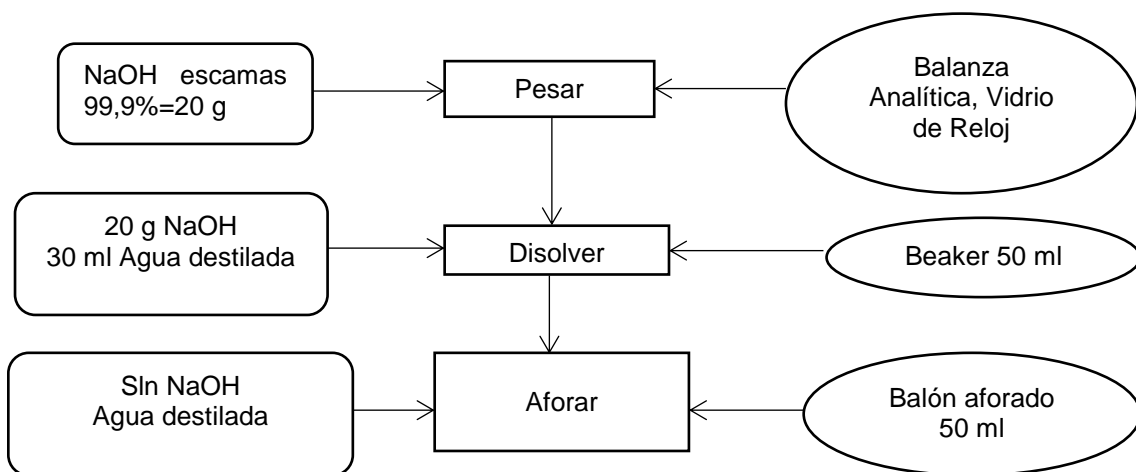 NaOH escamas
99,9%=20 g
Pesar
Balanza
Analítica, Vidrio
de Reloj
20 g NaOH
30 ml Agua destilada
Disolver
Beaker 50 ml
Sln NaOH
Agua destilada
Aforar
Balón aforado
50 ml